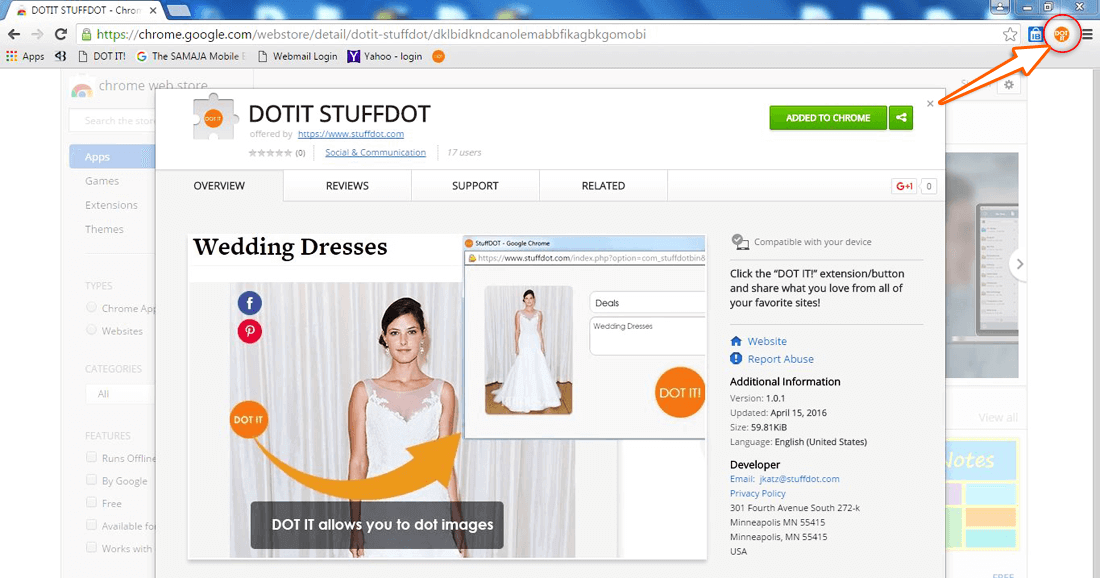 DOTIT STUFFDOT - Chrom
https://chrome.google.com/webstore/detail/dotit-stuffdot/dklbidkndcanolemabbfikagbkgomobi
DOT IT
Apps
DOT IT!
The SAMAJA Mobile E
Webmail Login
Yahoo - login
chrome web store
Search the store
Apps
Games
Extensions
Themes
TYPES
Chrome App
Websites
CATEGORIES
All
FEATURES
Runs Offline
By Google
Free
Available for
Works with
DOT IT
DOTIT STUFFDOT
offered by https://www.stuffdot.com
(0) Social & Communication 17 users
ADDED TO CHROME
OVERVIEW REVIEWS SUPPORT RELATED
G+1 0
Wedding Dresses
StuffDOT - Google Chrome
https://www.stuffdot.com/index.php?option=com_stuffdotbin&
Deals
Wedding Dresses
DOT IT!
DOT IT
DOT IT allows you to dot images
Compatible with your device
Click the “DOT IT!” extension/button
and share what you love from all of
your favorite sites!
Website
Report Abuse
Additional Information
Version: 1.0.1
Updated: April 15, 2016
Size: 59.81KiB
Language: English (United States)
Developer
Email: jkatz@stuffdot.com
Privacy Policy
301 Fourth Avenue South 272-k
Minneapolis MN 55415
Minneapolis, MN 55415
USA
View all
Notes
FREE